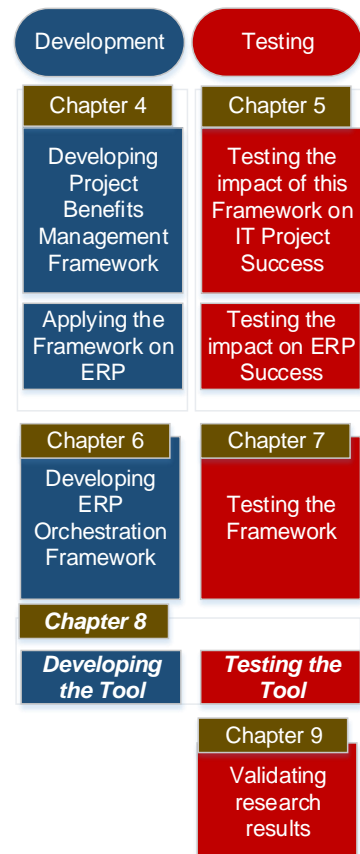 Development
Testing
Chapter 4
Developing
Project
Benefits
Management
Framework
Applying the
Framework on
ERP
Chapter 5
Testing the
impact of this
Framework on
IT Project
Success
Testing the
impact on ERP
Success
Chapter 6
Developing
ERP
Orchestration
Framework
Chapter 7
Testing the
Framework
Chapter 8
Developing
the Tool
Testing the
Tool
Chapter 9
Validating
research
results